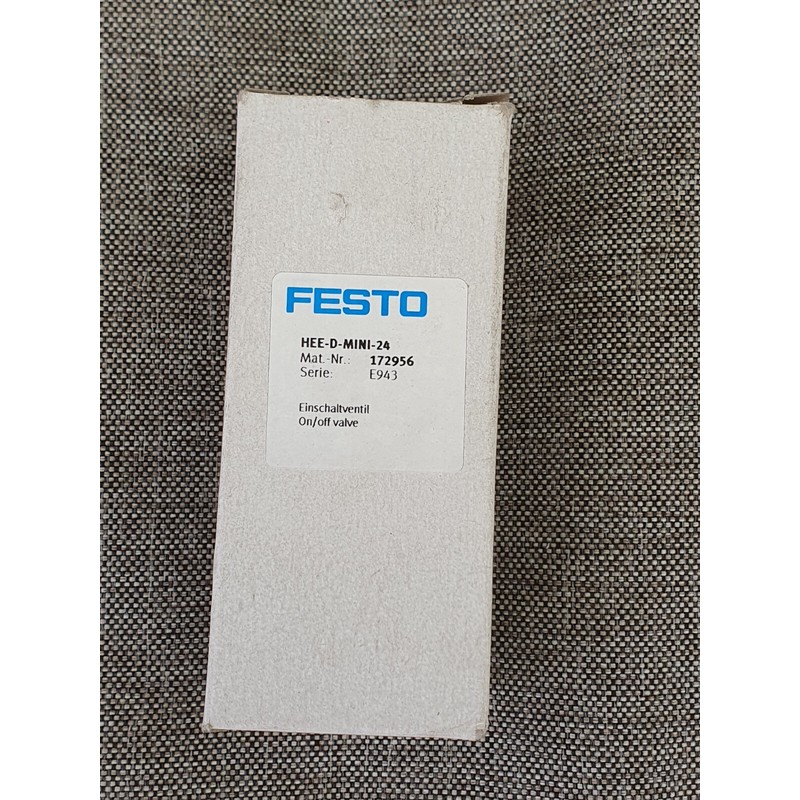 FESTO
HEE-D-MINI-24
Mat.-Nr.: 172956
Serie: E943
Einschaltventil
On/off valve